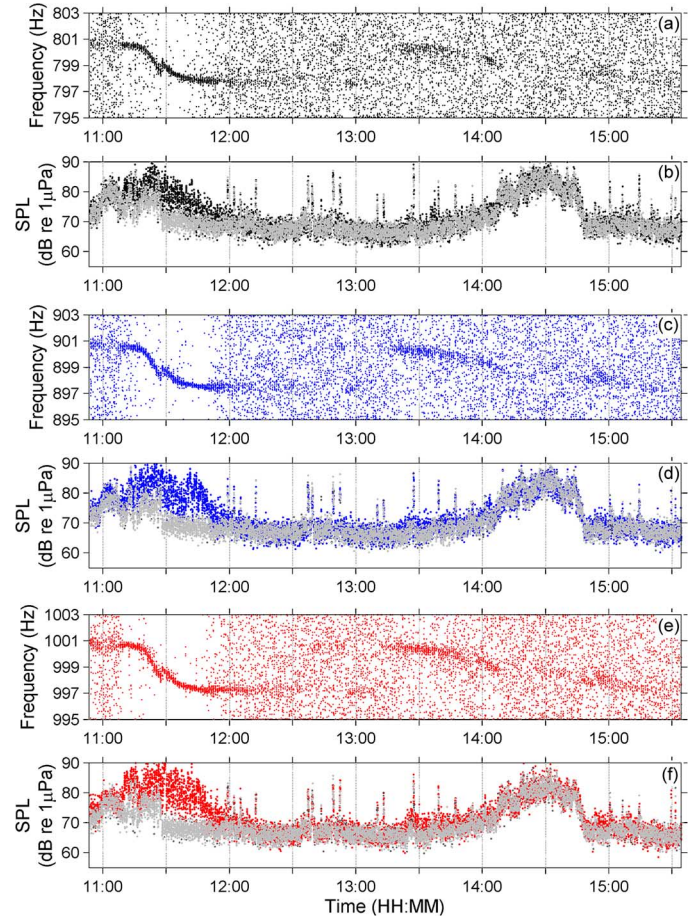 803
801
799
797
795
Frequency (Hz)
(a)
11:00 12:00 13:00 14:00 15:00
90
80
70
60
SPL
(dB re 1μPa)
(b)
11:00 12:00 13:00 14:00 15:00
903
901
899
897
895
Frequency (Hz)
(c)
11:00 12:00 13:00 14:00 15:00
90
80
70
60
SPL
(dB re 1μPa)
(d)
11:00 12:00 13:00 14:00 15:00
1003
1001
999
997
995
Frequency (Hz)
(e)
11:00 12:00 13:00 14:00 15:00
90
80
70
60
SPL
(dB re 1μPa)
(f)
11:00 12:00 13:00 14:00 15:00
Time (HH:MM)